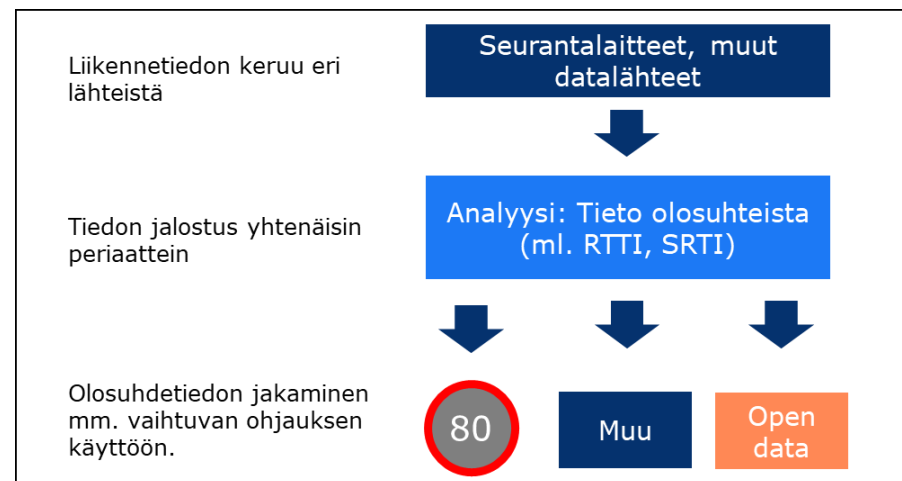 Liikennetiedon keruu eri
lähteistä
Seurantalaitteet, muut
datalähteet
Tiedon jalostus yhtenäisin
periaattein
Analyysi: Tieto olosuhteista
(ml. RTTI, SRTI)
Olosuhdetiedon jakaminen
mm. vaihtuvan ohjauksen
käyttöön.
80
Muu
Open
data